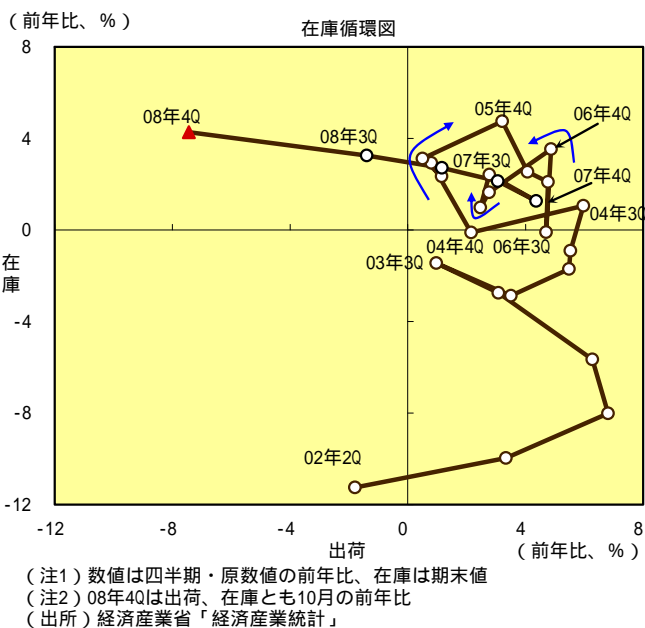 （前年比、％）
在庫循環図
8
4
0
-4
-8
-12
在庫
08年4Q
08年3Q
05年4Q
06年4Q
07年3Q
07年4Q
04年3Q
04年4Q
06年3Q
03年3Q
02年2Q
-12
-8
-4
0
4
8
出荷
（前年比、％）
（注1）数値は四半期・原数値の前年比、在庫は期末値
（注2）08年4Qは出荷、在庫とも10月の前年比
（出所）経済産業省「経済産業統計」